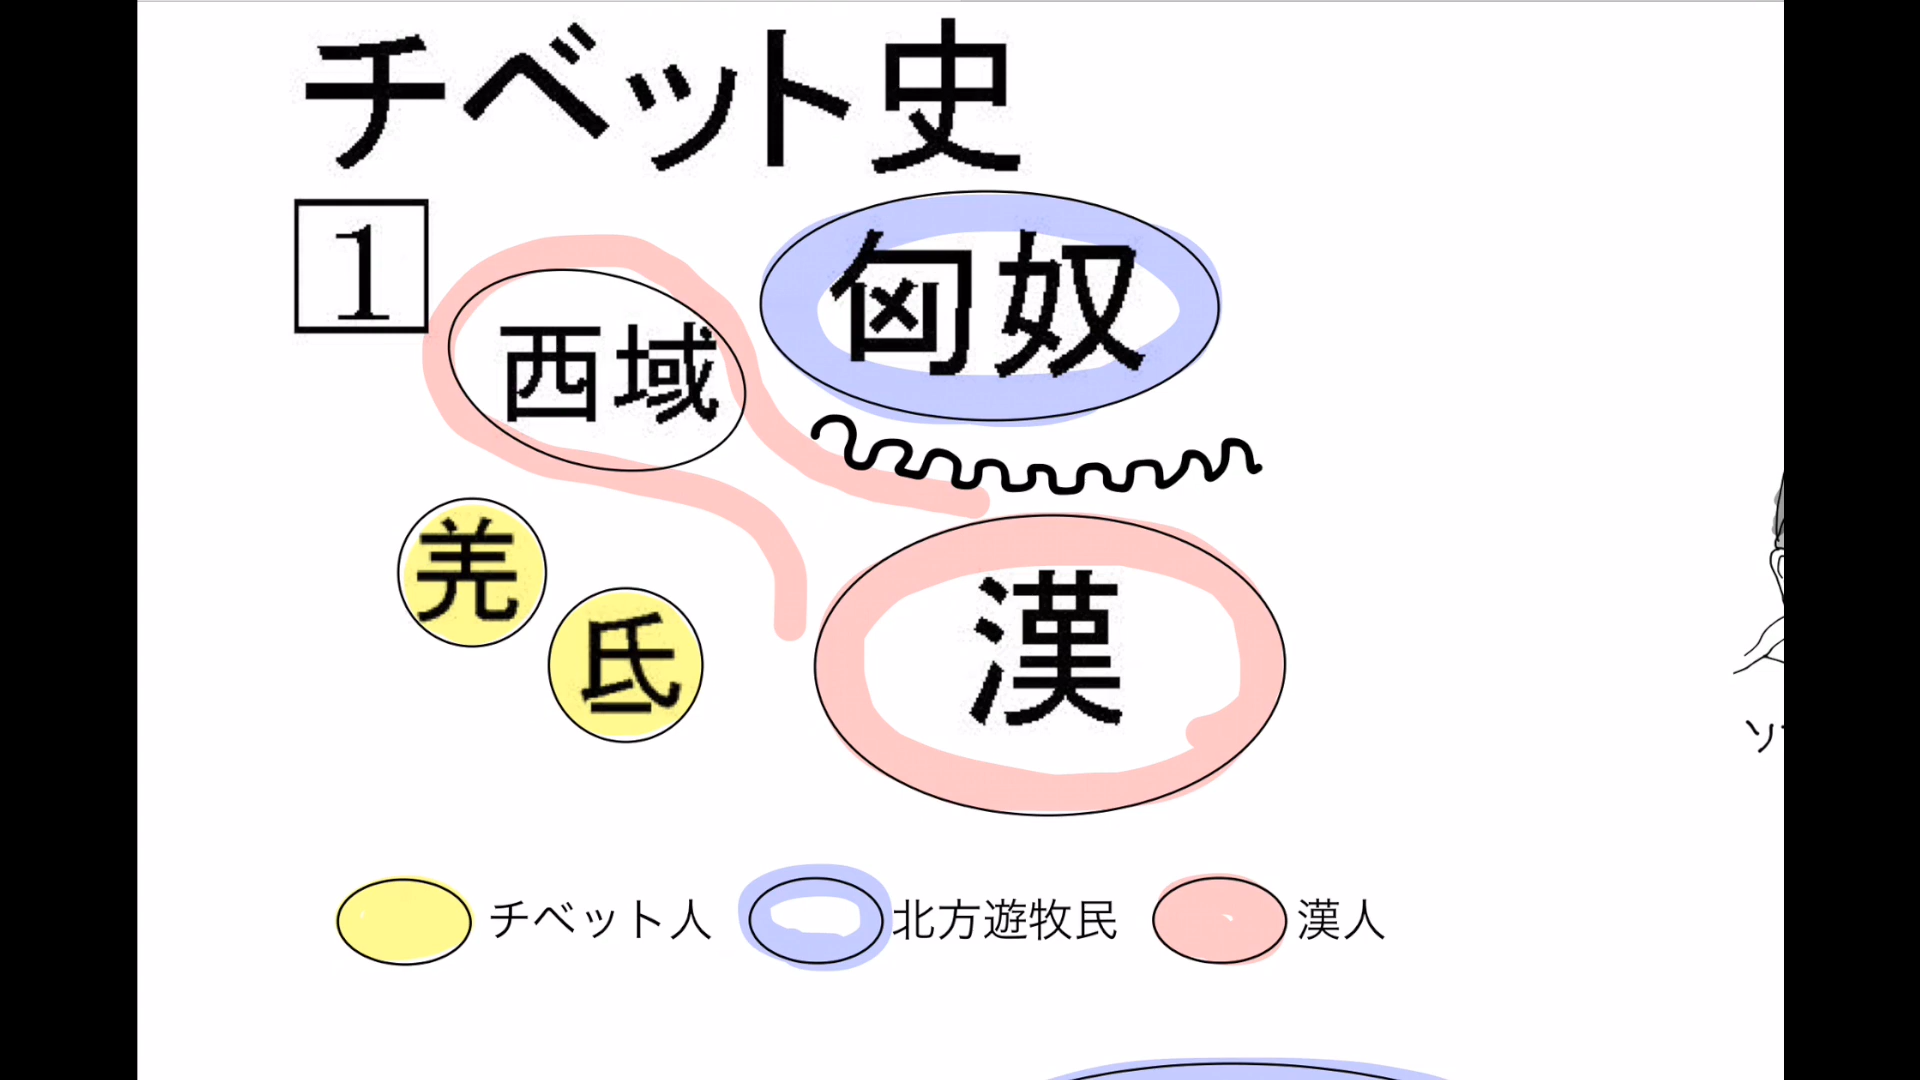 チベット史
1
匈奴
西域
羌
氐
漢
チベット人 北方遊牧民 漢人